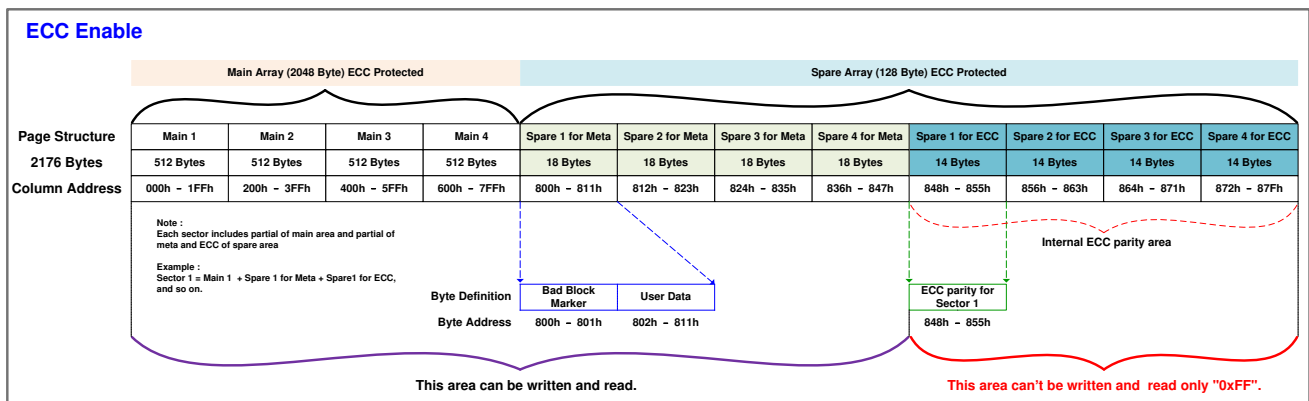 ECC Enable
Main Array (2048 Byte) ECC Protected
Spare Array (128 Byte) ECC Protected
Page Structure
Main 1
Main 2
Main 3
Main 4
Spare 1 for Meta
Spare 2 for Meta
Spare 3 for Meta
Spare 4 for Meta
Spare 1 for ECC
Spare 2 for ECC
Spare 3 for ECC
Spare 4 for ECC
2176 Bytes
512 Bytes
512 Bytes
512 Bytes
512 Bytes
18 Bytes
18 Bytes
18 Bytes
18 Bytes
14 Bytes
14 Bytes
14 Bytes
14 Bytes
Column Address
000h - 1FFh
200h - 3FFh
400h - 5FFh
600h - 7FFh
800h - 811h
812h - 823h
824h - 835h
836h - 847h
848h - 855h
856h - 863h
864h - 871h
872h - 87Fh
Note :
Each sector includes partial of main area and partial of
meta and ECC of spare area
Example :
Sector 1 = Main 1 + Spare 1 for Meta + Spare1 for ECC,
and so on.
Internal ECC parity area
Byte Definition
Bad Block
Marker
User Data
ECC parity for
Sector 1
Byte Address
800h - 801h
802h - 811h
848h - 855h
This area can be written and read.
This area can't be written and read only "0xFF".